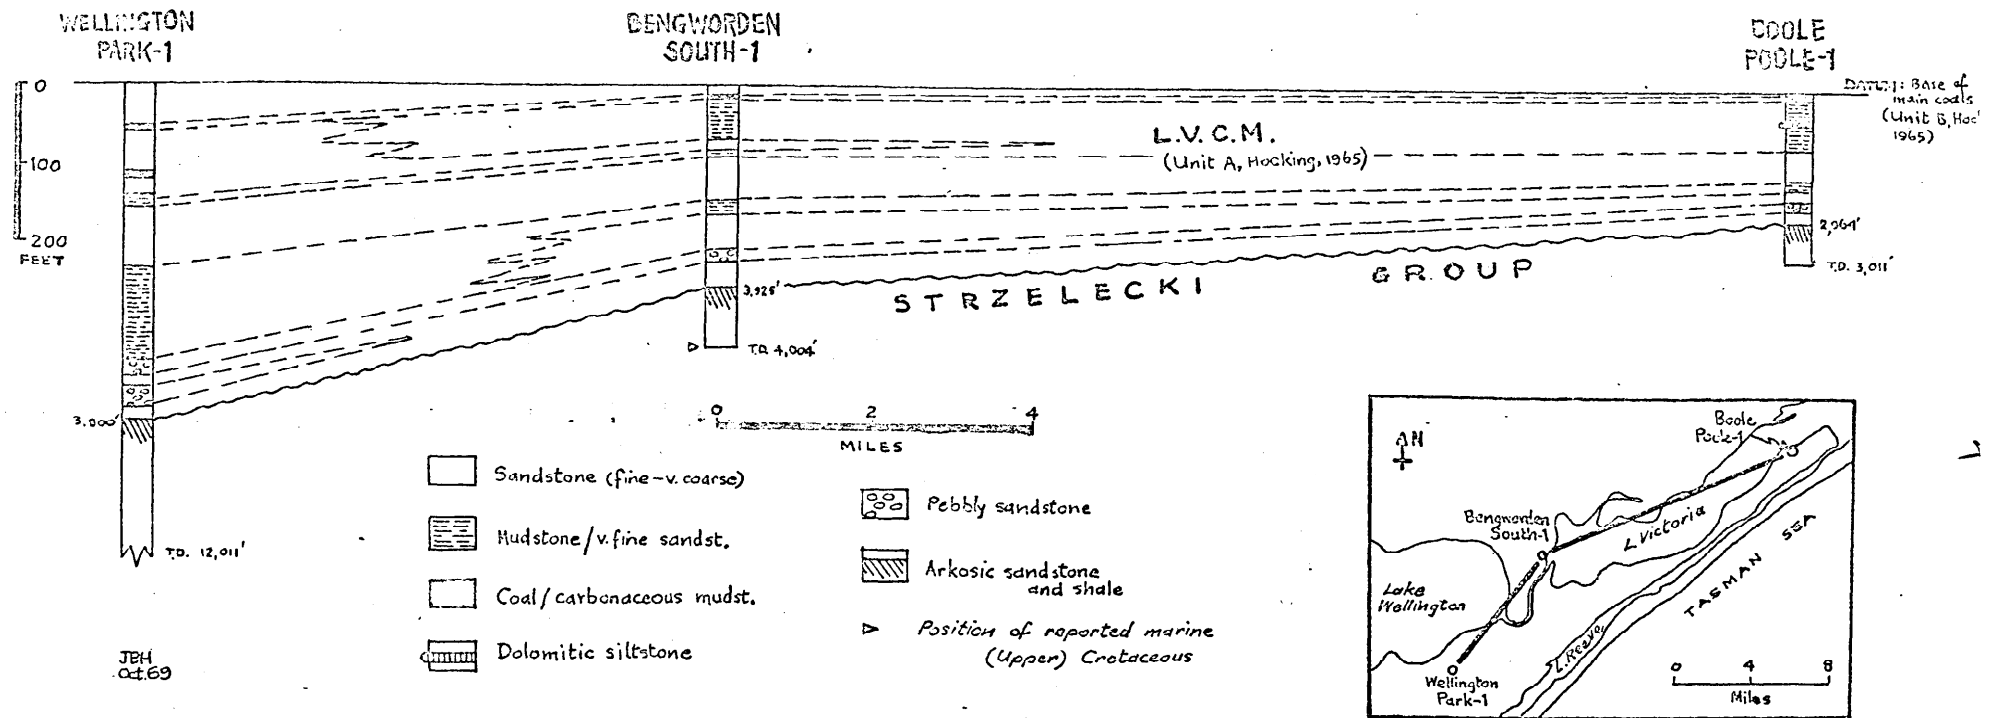 WELLINGTON
PARK-1
BENGWORDEN
SOUTH-1
BOOLE
POOLE-1
0
100
200
FEET
DATUM: Base of
main coals
(Unit B, Hoc'
1965)
L.V.C.M.
(Unit A, Hocking, 1965)
STRZELECKI GROUP
2,964'
T.D. 3,011'
3,925'
T.D. 4,004'
3,000'
T.D. 12,011'
0 2 4
MILES
Sandstone (fine-v. coarse)
Mudstone/v. fine sandst.
Coal/carbonaceous mudst.
Dolomitic siltstone
Pebbly sandstone
Arkosic sandstone
and shale
Position of reported marine
(Upper) Cretaceous
JBH
Oct. 69
N
Boole
Poole-1
Bengworden
South-1
L. Victoria
Lake
Wellington
TASMAN SEA
L. Reeve
Wellington
Park-1
0 4 8
Miles